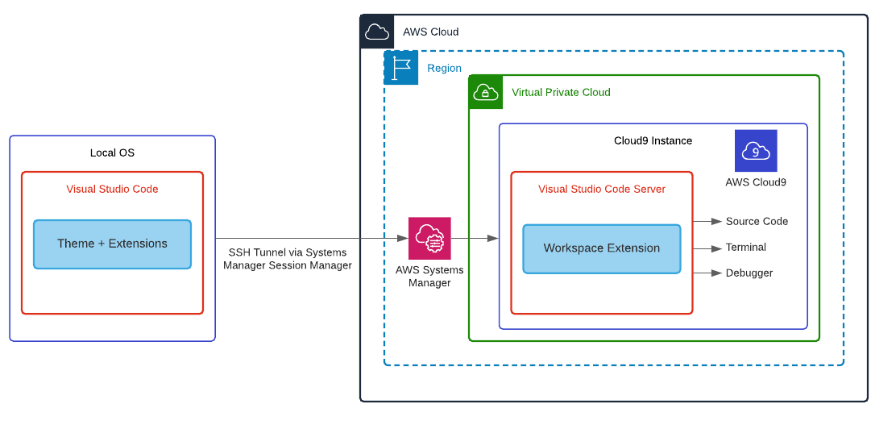 AWS Cloud
Region
Virtual Private Cloud
Local OS
Visual Studio Code
Theme + Extensions
SSH Tunnel via Systems
Manager Session Manager
AWS Systems
Manager
Cloud9 Instance
9
AWS Cloud9
Visual Studio Code Server
Workspace Extension
Source Code
Terminal
Debugger